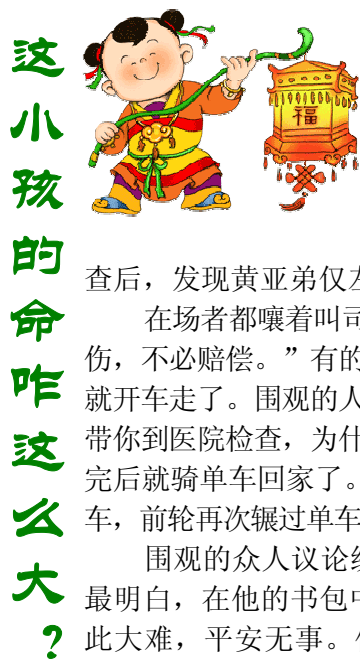 这小孩的命咋这么大？
福
查后，发现黄亚弟仅
在场者都嚷着叫
伤，不必赔偿。”有的
就开车走了。围观的人
带你到医院检查，为什
完后就骑单车回家了。
车，前轮再次辗过单车
围观的众人议论
最明白，在他的书包
此大难，平安无事。